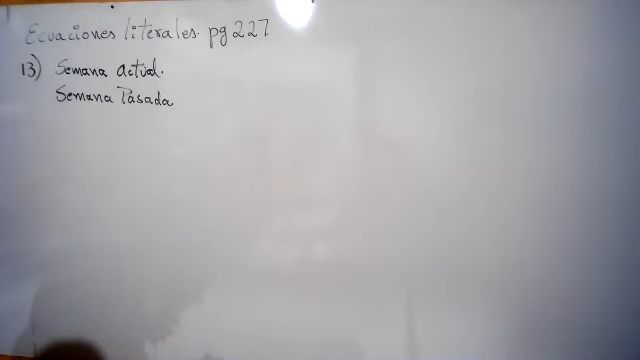 Ecuaciones literales. pg 227
13) Semana actual.
Semana Pasada